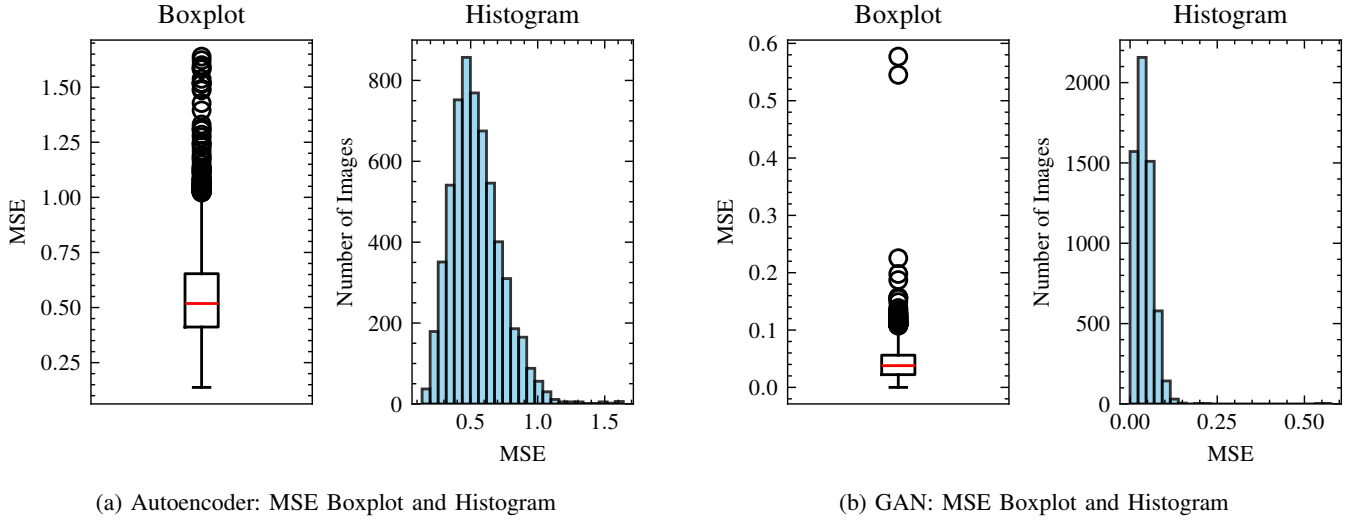 Boxplot
MSE
1.50
1.25
1.00
0.75
0.50
0.25
Histogram
Number of Images
800
600
400
200
0
0.5 1.0 1.5
MSE
(a) Autoencoder: MSE Boxplot and Histogram
Boxplot
MSE
0.6
0.5
0.4
0.3
0.2
0.1
0.0
Histogram
Number of Images
2000
1500
1000
500
0
0.00 0.25 0.50
MSE
(b) GAN: MSE Boxplot and Histogram